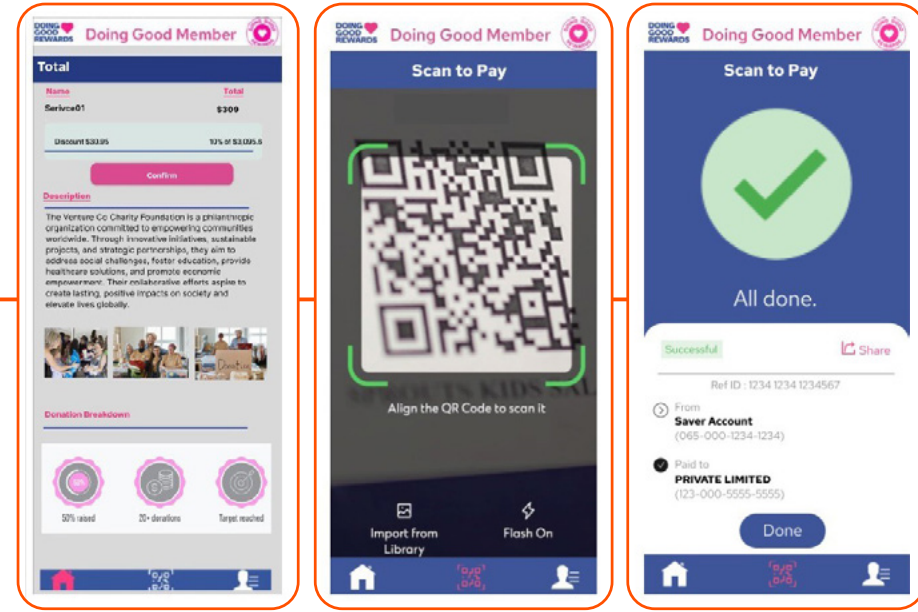 DOING GOOD REWARDS
Doing Good Member
Total
Name Total
Serivce01 $309
Discount $30.95 10% of $3,095.5
Confirm
Description
The Venture Co Charity Foundation is a philanthropic
organization committed to empowering communities
worldwide. Through innovative initiatives, sustainable
projects, and strategic partnerships, they aim to
address social challenges, foster education, provide
healthcare solutions, and promote economic
empowerment. Their collaborative efforts aspire to
create lasting, positive impacts on society and
elevate lives globally.
Donation Breakdown
50%
50% raised 20+ donations Target reached
DOING GOOD REWARDS
Doing Good Member
Scan to Pay
SPROUTS KIDS SAL
Align the QR Code to scan it
Import from Library
Flash On
DOING GOOD REWARDS
Doing Good Member
Scan to Pay
All done.
Successful Share
Ref ID : 1234 1234 1234567
From
Saver Account
(065-000-1234-1234)
Paid to
PRIVATE LIMITED
(123-000-5555-5555)
Done